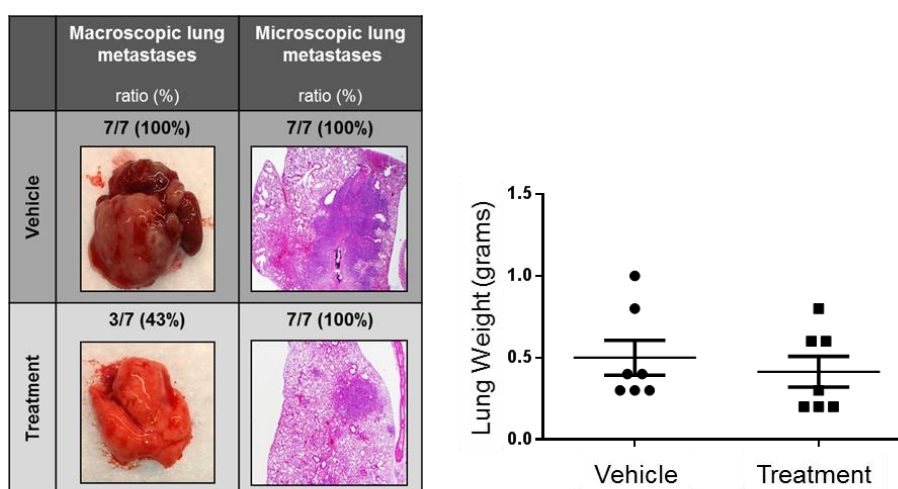 Macroscopic lung
metastases
ratio (%)
Microscopic lung
metastases
ratio (%)
Vehicle
7/7 (100%)
7/7 (100%)
Treatment
3/7 (43%)
7/7 (100%)
Lung Weight (grams)
1.5
1.0
0.5
0.0
Vehicle
Treatment